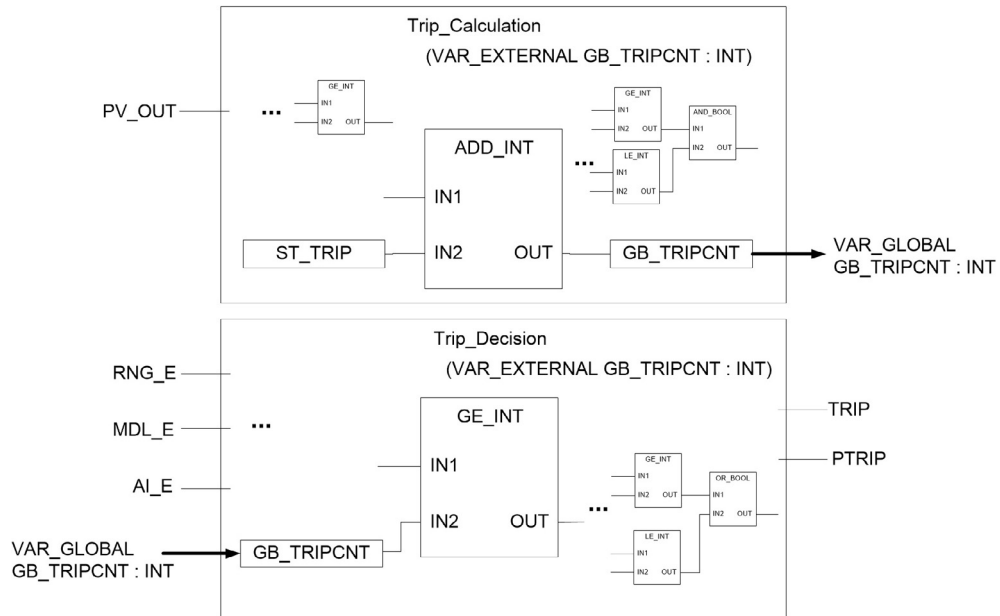 Trip_Calculation
(VAR_EXTERNAL GB_TRIPCNT : INT)
PV_OUT
...
GE_INT
IN1
IN2 OUT
ADD_INT
IN1
IN2 OUT
ST_TRIP
...
GE_INT
IN1
IN2 OUT
LE_INT
IN1
IN2 OUT
AND_BOOL
IN1
IN2 OUT
GB_TRIPCNT
VAR_GLOBAL
GB_TRIPCNT : INT
Trip_Decision
(VAR_EXTERNAL GB_TRIPCNT : INT)
RNG_E
MDL_E
AI_E
...
VAR_GLOBAL
GB_TRIPCNT : INT
GB_TRIPCNT
GE_INT
IN1
IN2 OUT
...
GE_INT
IN1
IN2 OUT
LE_INT
IN1
IN2 OUT
OR_BOOL
IN1
IN2 OUT
TRIP
PTRIP